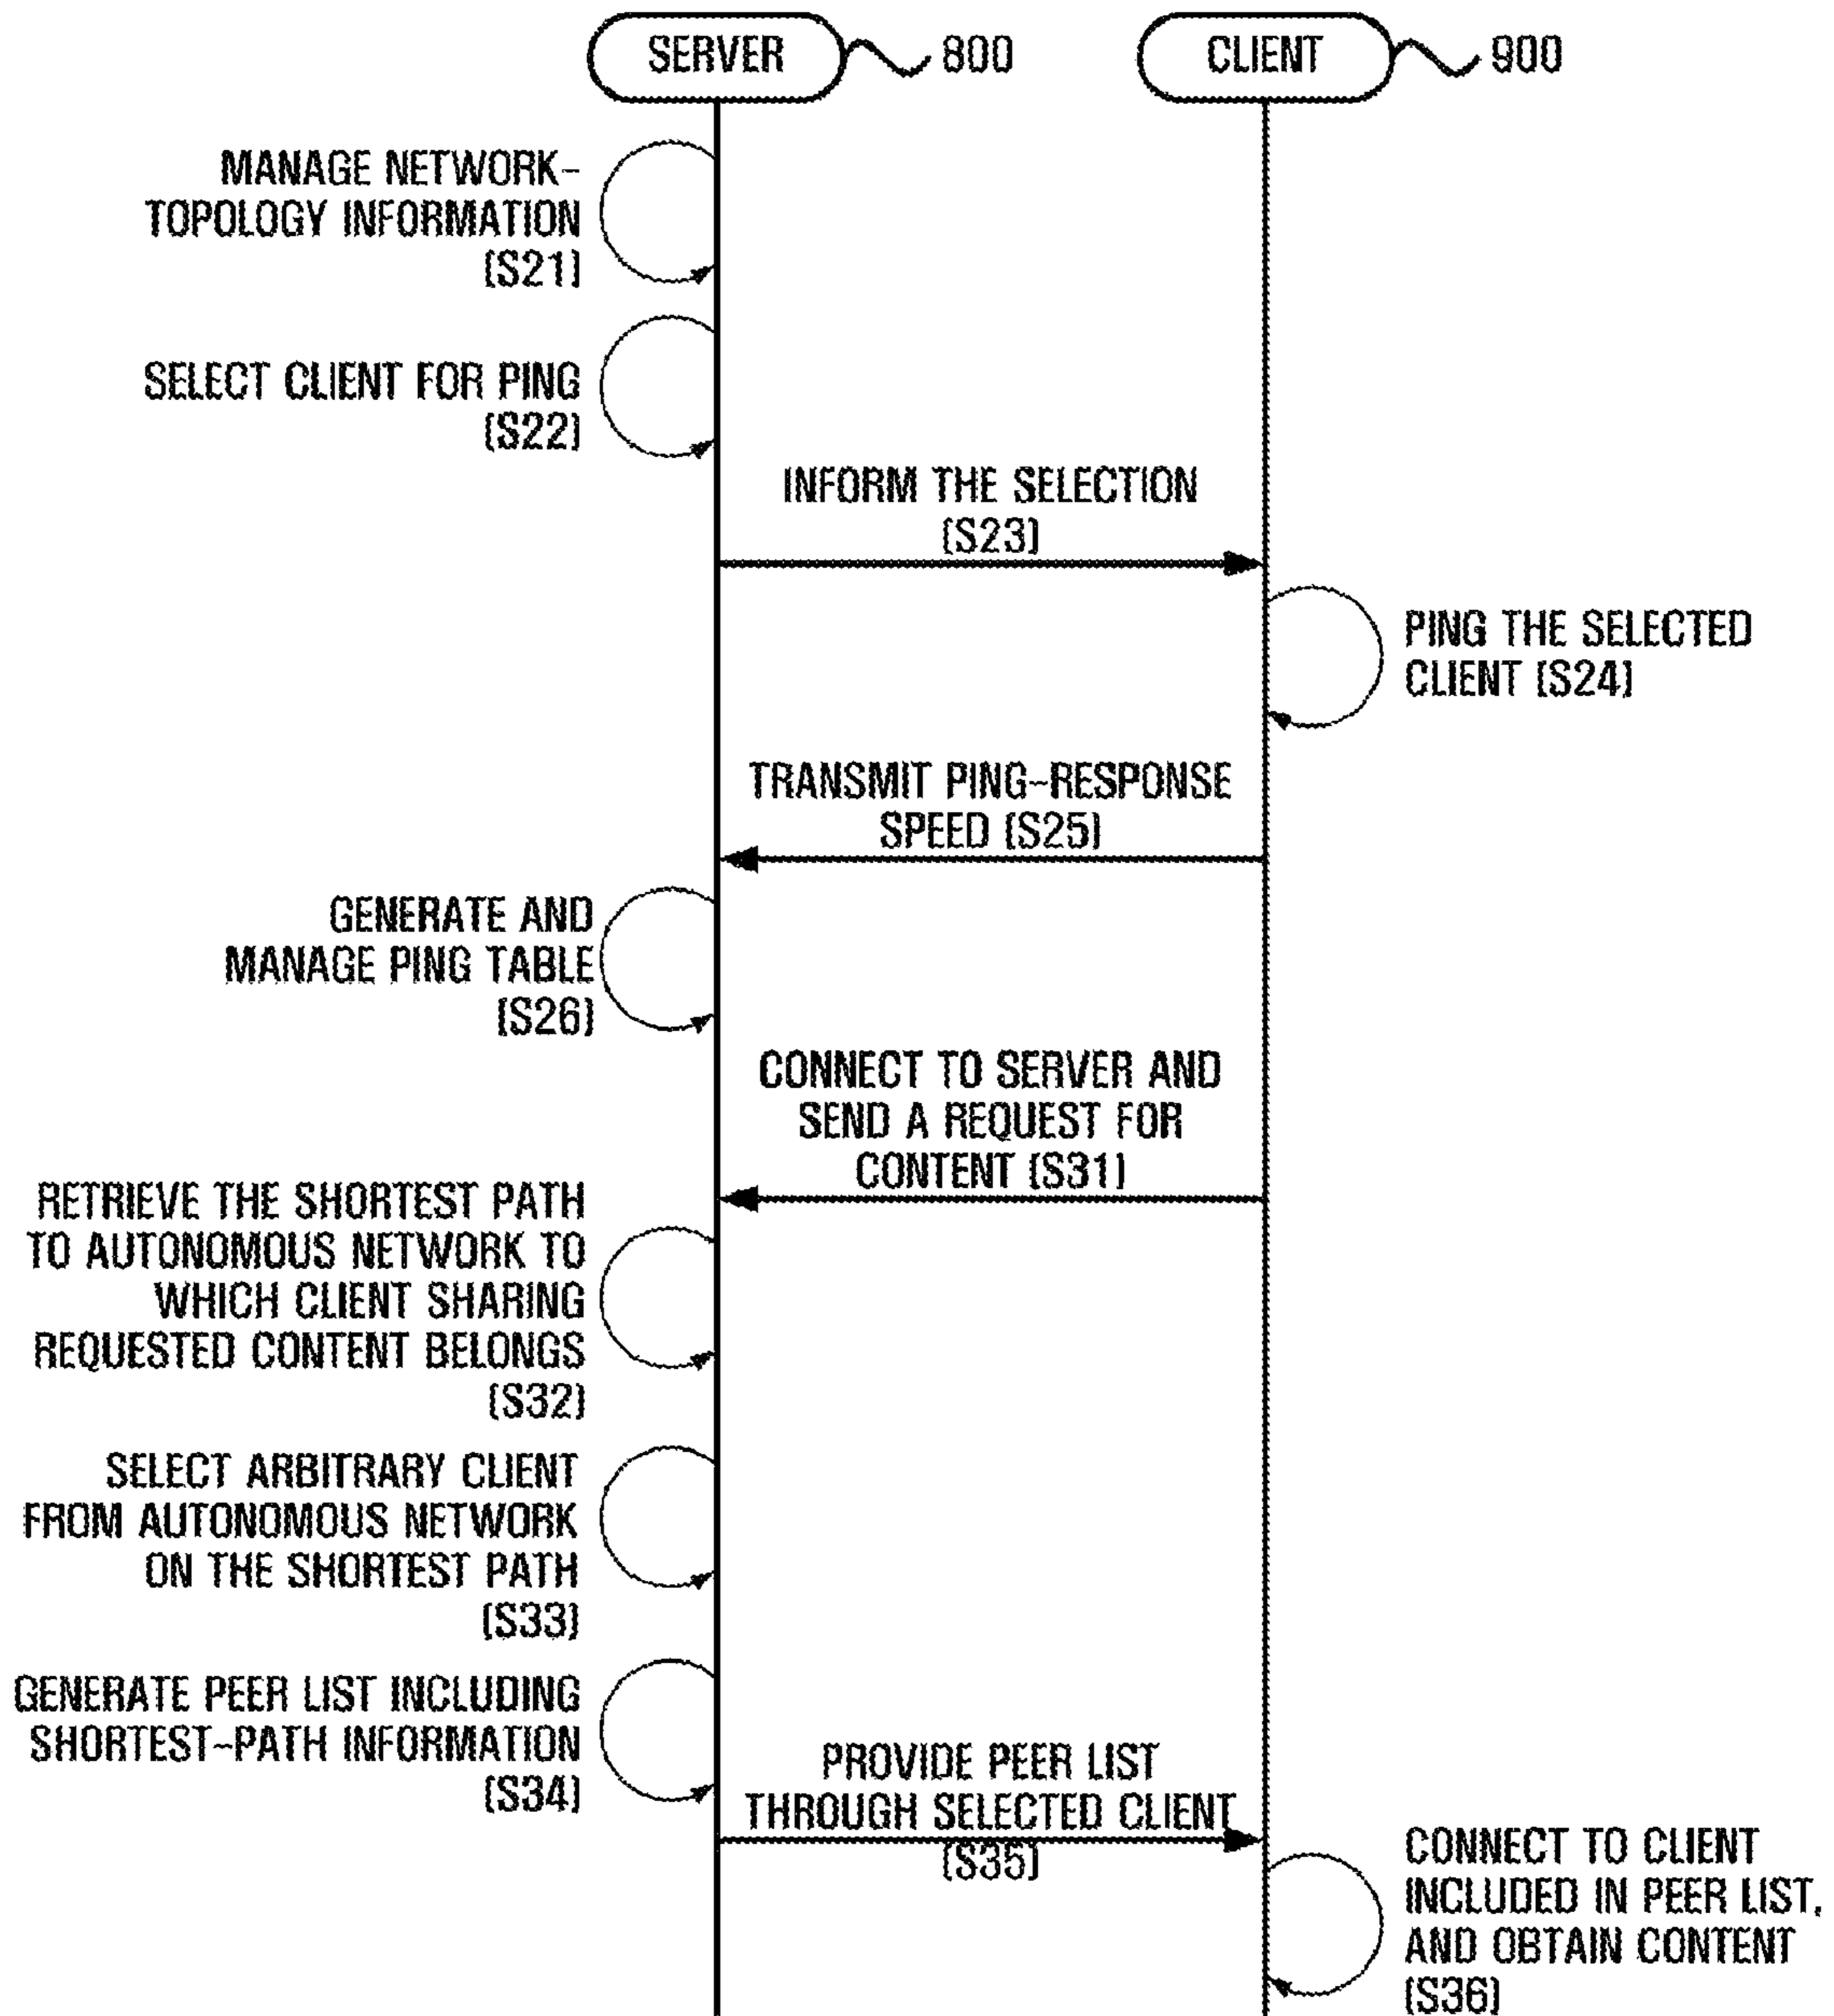 SERVER
800
CLIENT
900
MANAGE NETWORK-
TOPOLOGY INFORMATION
(S21)
SELECT CLIENT FOR PING
(S22)
INFORM THE SELECTION
(S23)
PING THE SELECTED
CLIENT (S24)
TRANSMIT PING-RESPONSE
SPEED (S25)
GENERATE AND
MANAGE PING TABLE
(S26)
CONNECT TO SERVER AND
SEND A REQUEST FOR
CONTENT (S31)
RETRIEVE THE SHORTEST PATH
TO AUTONOMOUS NETWORK TO
WHICH CLIENT SHARING
REQUESTED CONTENT BELONGS
(S32)
SELECT ARBITRARY CLIENT
FROM AUTONOMOUS NETWORK
ON THE SHORTEST PATH
(S33)
GENERATE PEER LIST INCLUDING
SHORTEST-PATH INFORMATION
(S34)
PROVIDE PEER LIST
THROUGH SELECTED CLIENT
(S35)
CONNECT TO CLIENT
INCLUDED IN PEER LIST,
AND OBTAIN CONTENT
(S36)